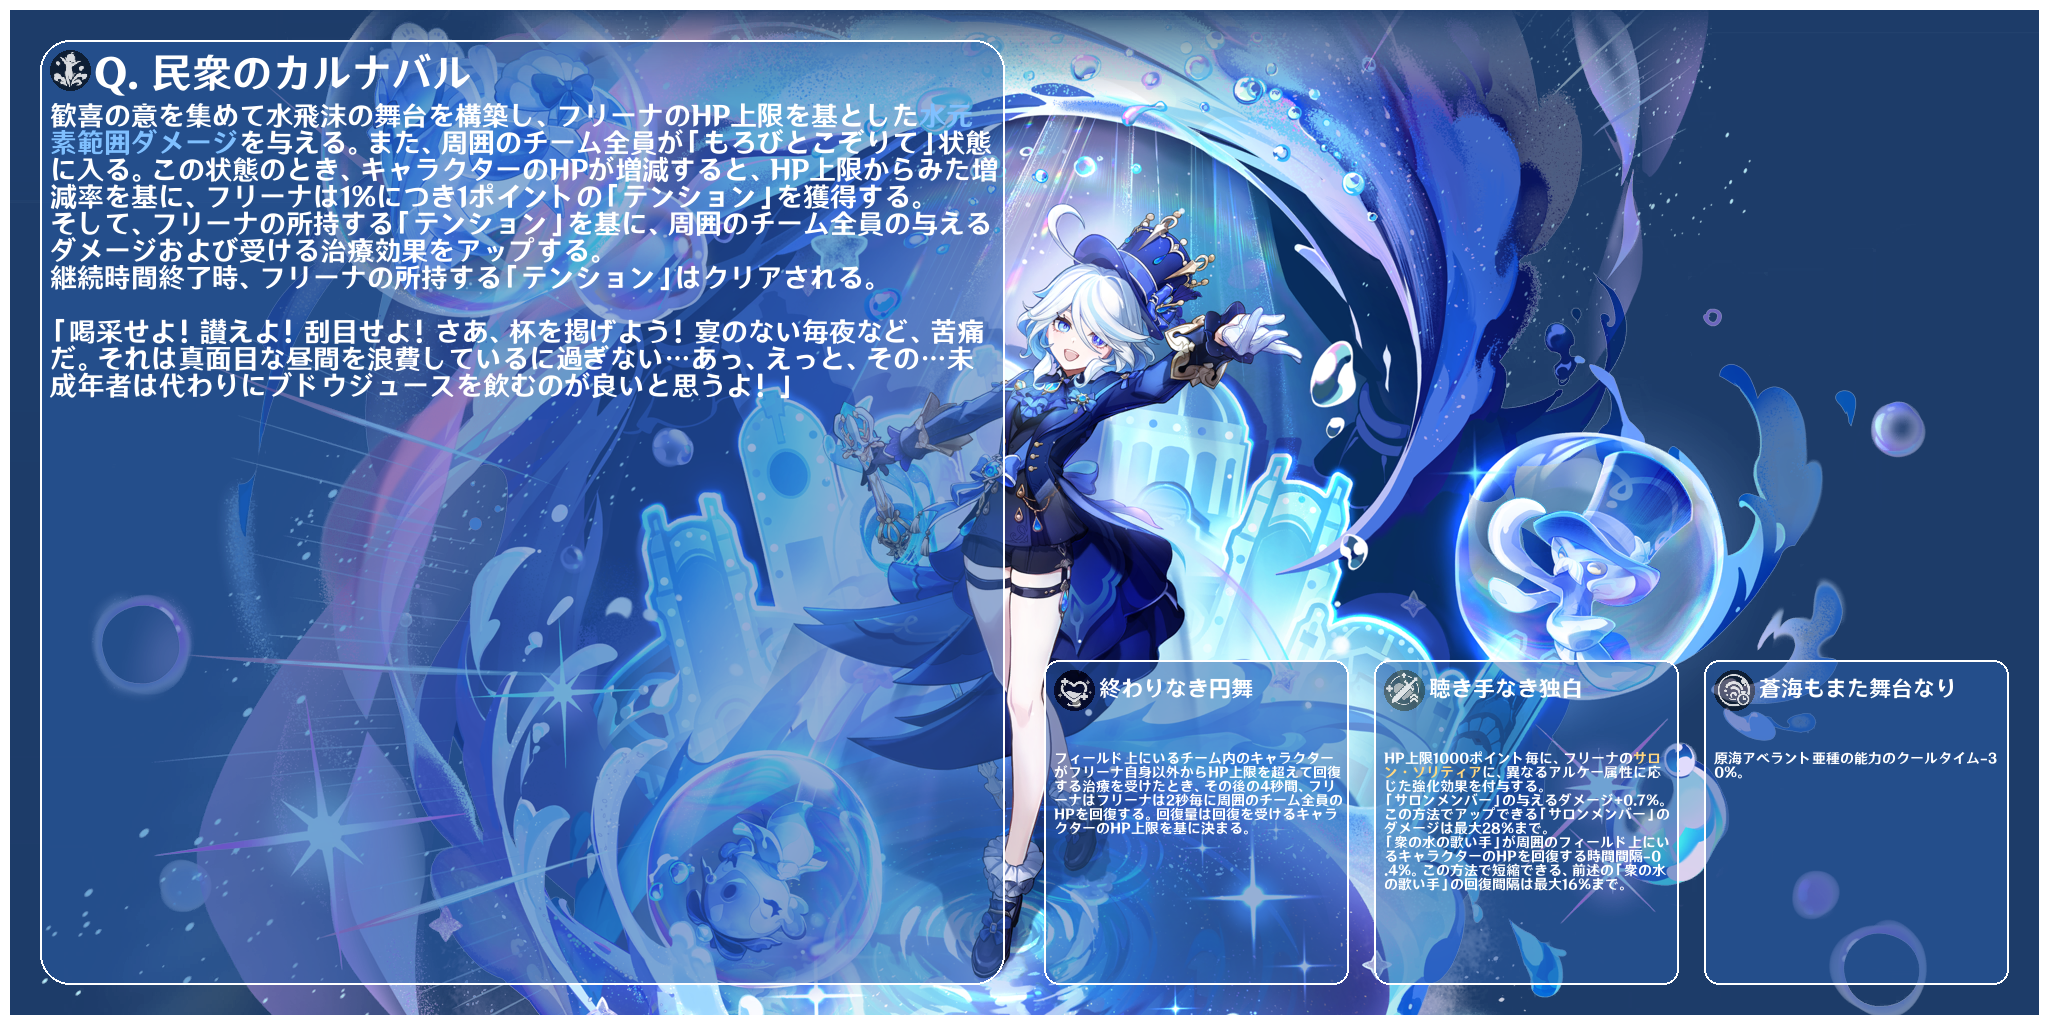 Q. 民衆のカルナバル
歓喜の意を集めて水飛沫の舞台を構築し、フリーナのHP上限を基とした水元
素範囲ダメージを与える。また、周囲のチーム全員が「もろびとこぞりて」状態
に入る。この状態のとき、キャラクターのHPが増減すると、HP上限からみた増
減率を基に、フリーナは1%につき1ポイントの「テンション」を獲得する。
そして、フリーナの所持する「テンション」を基に、周囲のチーム全員の与える
ダメージおよび受ける治療効果をアップする。
継続時間終了時、フリーナの所持する「テンション」はクリアされる。
「喝采せよ！讃えよ！刮目せよ！さあ、杯を掲げよう！宴のない毎夜など、苦痛
だ。それは真面目な昼間を浪費しているに過ぎない…あっ、えっと、その…未
成年者は代わりにブドウジュースを飲むのが良いと思うよ！」
終わりなき円舞
フィールド上にいるチーム内のキャラクター
がフリーナ自身以外からHP上限を超えて回復
する治療を受けたとき、その後の4秒間、フリ
ーナはフリーナは2秒毎に周囲のチーム全員の
HPを回復する。回復量は回復を受けるキャラ
クターのHP上限を基に決まる。
聴き手なき独白
HP上限1000ポイント毎に、フリーナのサロ
ン・ソリティアに、異なるアルケー属性に応
じた強化効果を付与する。
「サロンメンバー」の与えるダメージ+0.7%。
この方法でアップできる「サロンメンバー」の
ダメージは最大28%まで。
「衆の水の歌い手」が周囲のフィールド上にい
るキャラクターのHPを回復する時間間隔-0
.4%。この方法で短縮できる、前述の「衆の水
の歌い手」の回復間隔は最大16%まで。
蒼海もまた舞台なり
原海アベラント亜種の能力のクールタイム-3
0%。